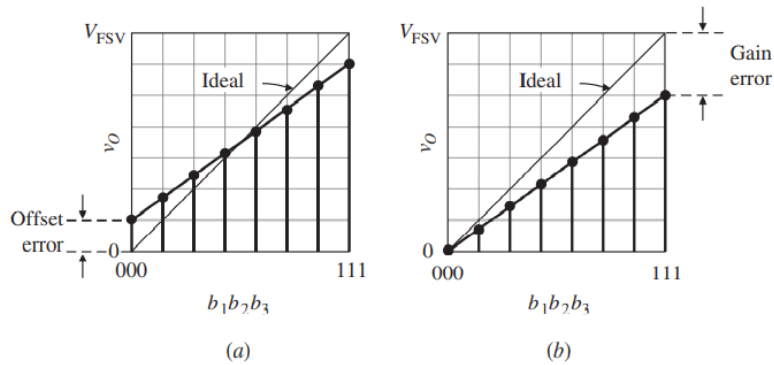 V_FSV
Ideal
v_O
Offset
error
0
000
111
b_1b_2b_3
(a)
V_FSV
Ideal
Gain
error
v_O
0
000
111
b_1b_2b_3
(b)